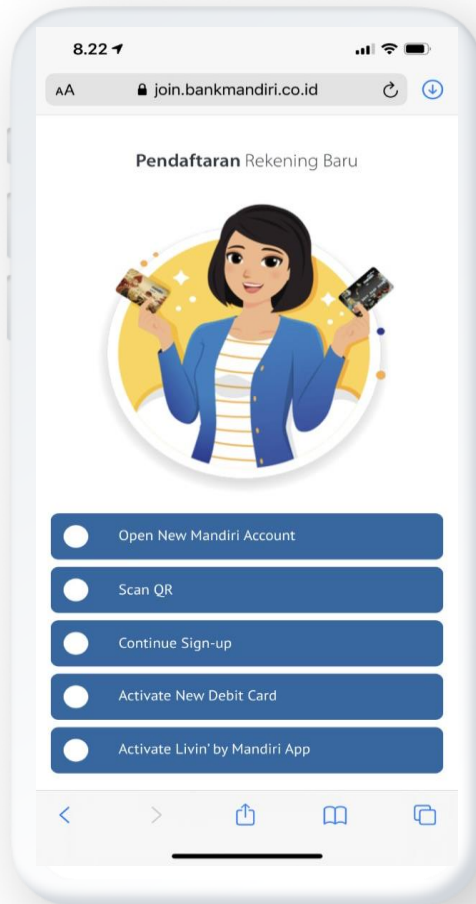 8.22
AA join.bankmandiri.co.id
Pendaftaran Rekening Baru
Open New Mandiri Account
Scan QR
Continue Sign-up
Activate New Debit Card
Activate Livin' by Mandiri App